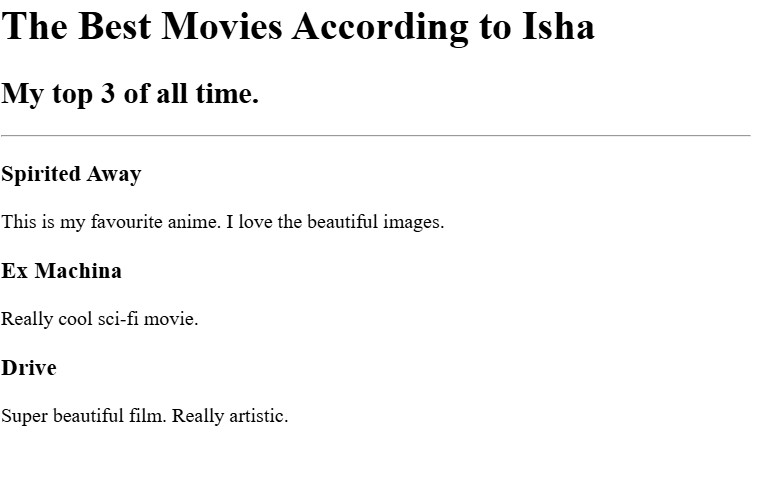 The Best Movies According to Isha
My top 3 of all time.
Spirited Away
This is my favourite anime. I love the beautiful images.
Ex Machina
Really cool sci-fi movie.
Drive
Super beautiful film. Really artistic.